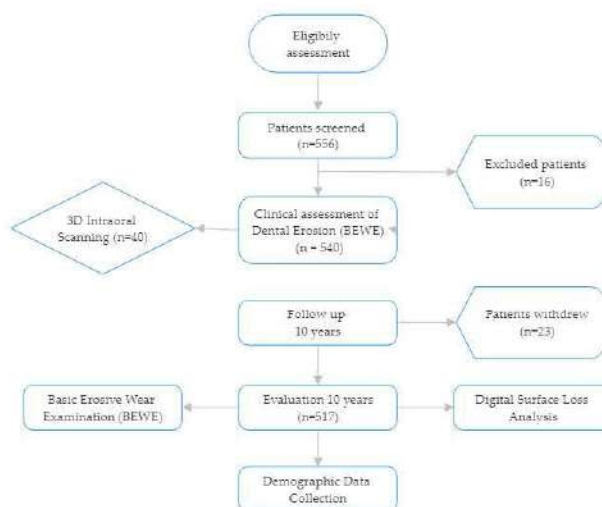 Eligibily
assessment
Patients screened
(n=556)
Excluded patients
(n=16)
3D Intraoral
Scanning (n=40)
Clinical assessment of
Dental Erosion (BEWE)
(n = 540)
Follow up
10 years
Patients withdrew
(n=23)
Basic Erosive Wear
Examination (BEWE)
Evaluation 10 years
(n=517)
Digital Surface Loss
Analysis
Demographic Data
Collection